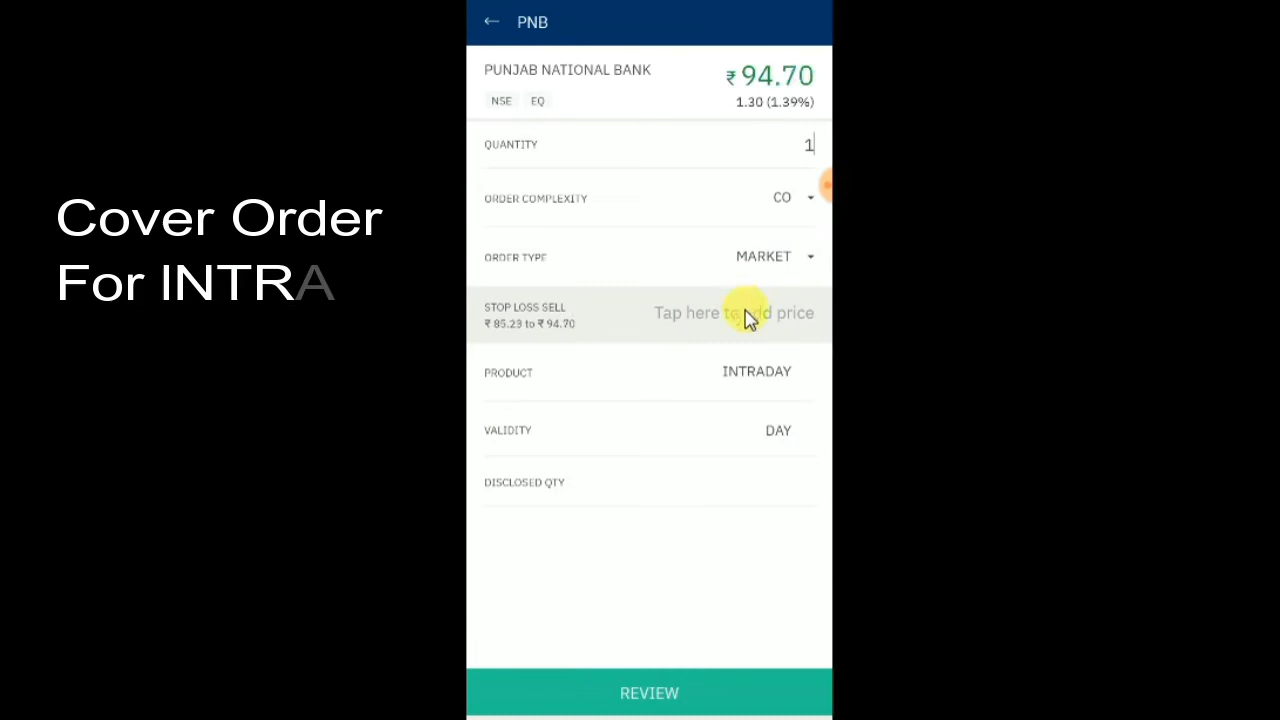 ← PNB
PUNJAB NATIONAL BANK
₹ 94.70
NSE EQ
1.30 (1.39%)
QUANTITY 1
ORDER COMPLEXITY CO
ORDER TYPE MARKET
STOP LOSS SELL
₹ 85.23 to ₹ 94.70
Tap here to add price
PRODUCT INTRADAY
VALIDITY DAY
DISCLOSED QTY
REVIEW
Cover Order
For INTRA